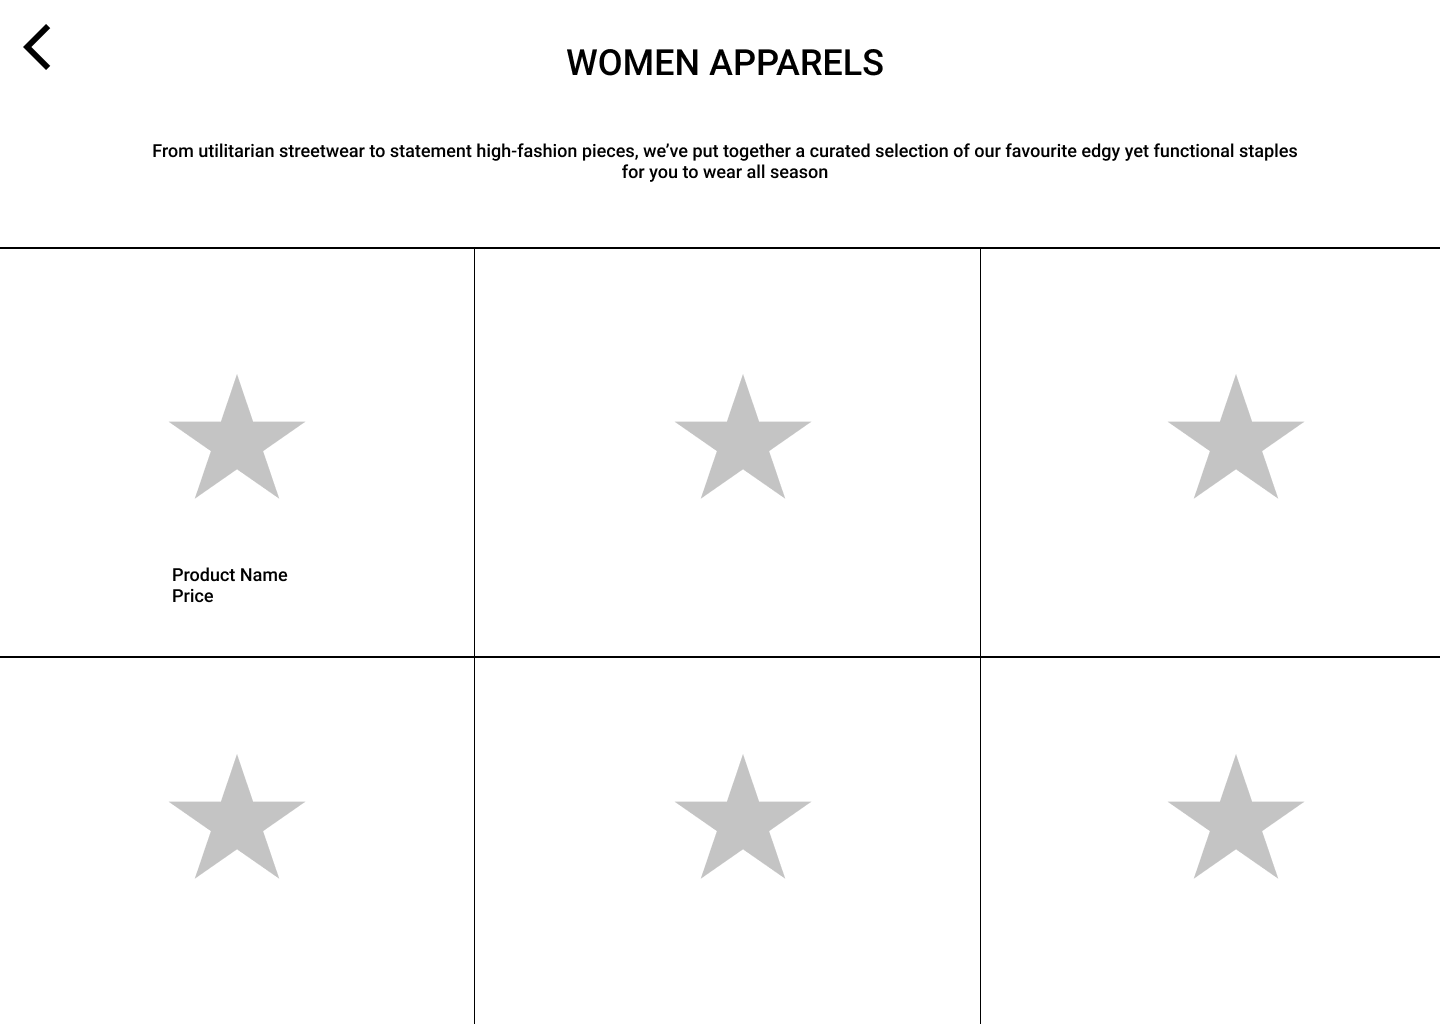 WOMEN APPARELS
From utilitarian streetwear to statement high-fashion pieces, we’ve put together a curated selection of our favourite edgy yet functional staples
for you to wear all season
Product Name
Price